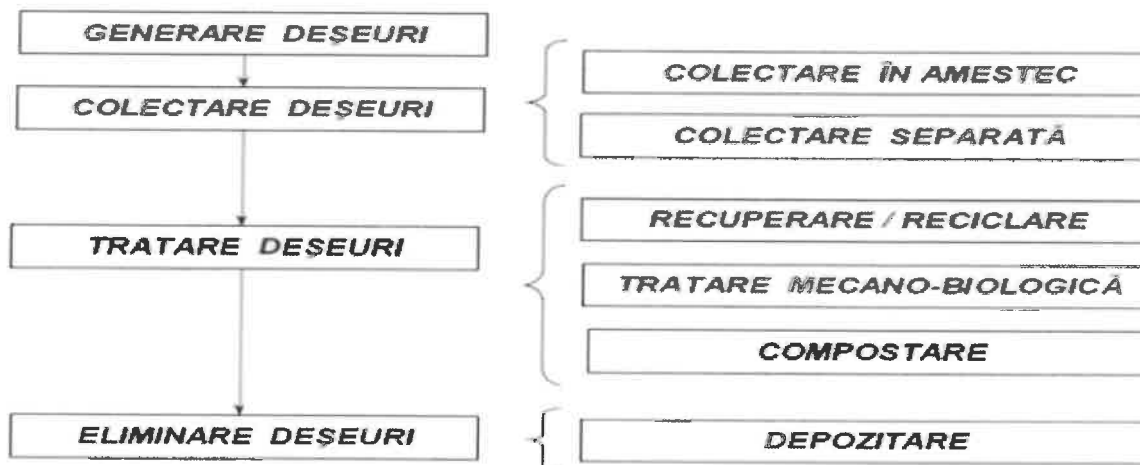 GENERARE DEȘEURI
COLECTARE DEȘEURI
COLECTARE ÎN AMESTEC
COLECTARE SEPARATĂ
TRATARE DEȘEURI
RECUPERARE / RECICLARE
TRATARE MECANO-BIOLOGICĂ
COMPOSTARE
ELIMINARE DEȘEURI
DEPOZITARE